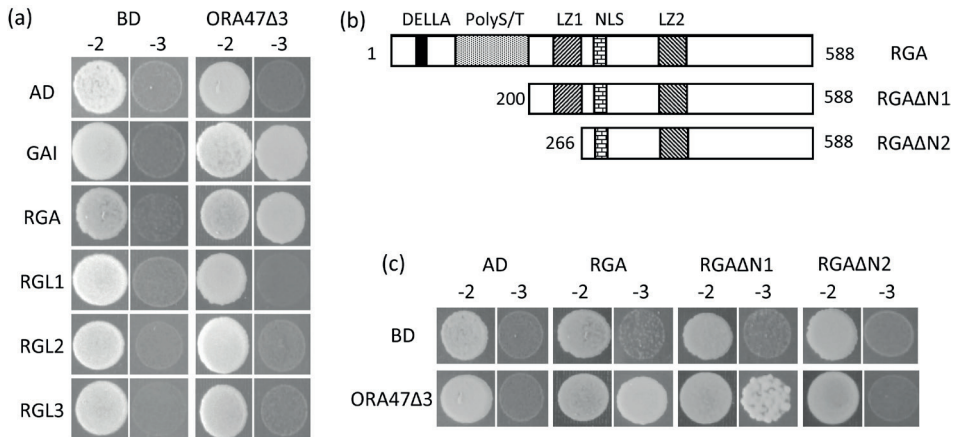 (a) BD ORA47Δ3
-2 -3 -2 -3
AD
GAI
RGA
RGL1
RGL2
RGL3
(b) DELLA PolyS/T LZ1 NLS LZ2
1 588 RGA
200 588 RGAΔN1
266 588 RGAΔN2
(c) AD RGA RGAΔN1 RGAΔN2
-2 -3 -2 -3 -2 -3 -2 -3
BD
ORA47Δ3